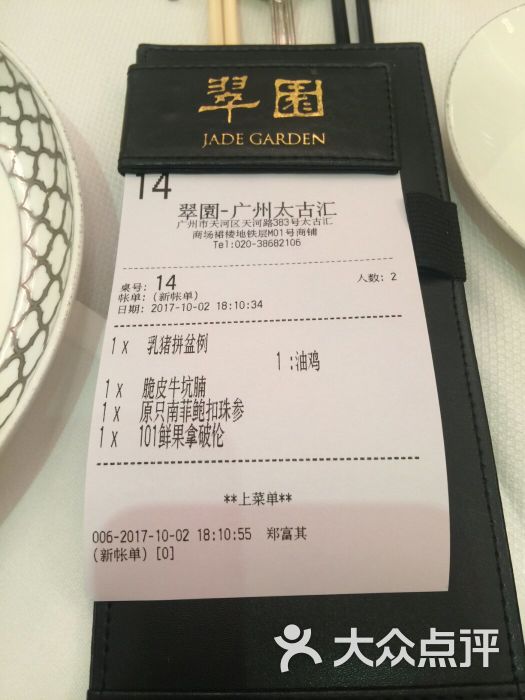 翠園
JADE GARDEN
14
翠園-广州太古汇
广州市天河区天河路383号太古汇
商场裙楼地铁层M01号商铺
Tel:020-38682106
桌号: 14 人数: 2
帐单: (新帐单)
日期: 2017-10-02 18:10:34
1 x 乳猪拼盆例
1 :油鸡
1 x 脆皮牛坑腩
1 x 原只南菲鲍扣珠参
1 x 101鲜果拿破伦
**上菜单**
006-2017-10-02 18:10:55 郑富其
(新帐单) [0]
大众点评